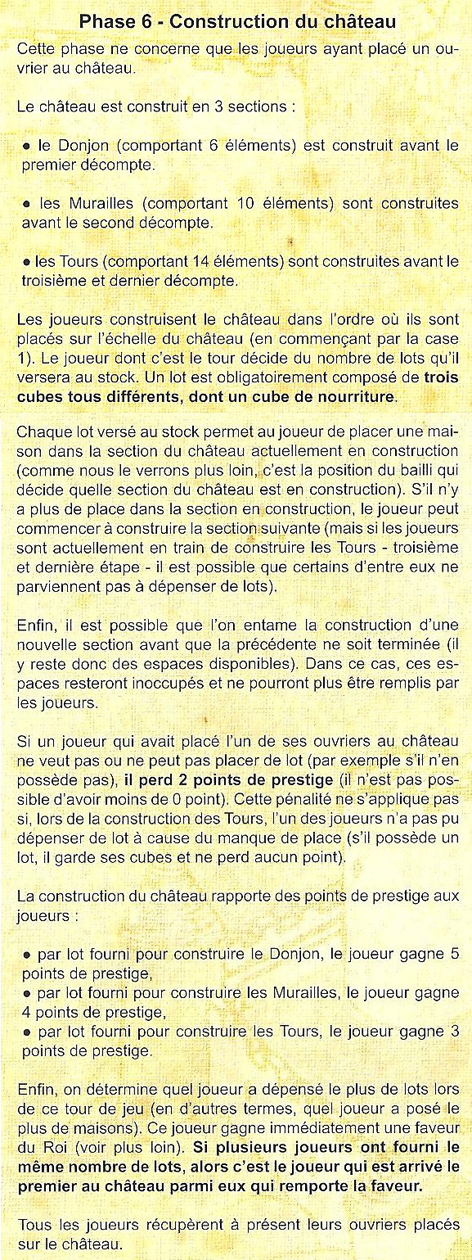 Phase 6 - Construction du château
Cette phase ne concerne que les joueurs ayant placé un ou-
vrier au château.
Le château est construit en 3 sections :
● le Donjon (comportant 6 éléments) est construit avant le
premier décompte.
● les Murailles (comportant 10 éléments) sont construites
avant le second décompte.
● les Tours (comportant 14 éléments) sont construites avant le
troisième et dernier décompte.
Les joueurs construisent le château dans l'ordre où ils sont
placés sur l'échelle du château (en commençant par la case
1). Le joueur dont c'est le tour décide du nombre de lots qu'il
versera au stock. Un lot est obligatoirement composé de trois
cubes tous différents, dont un cube de nourriture.
Chaque lot versé au stock permet au joueur de placer une mai-
son dans la section du château actuellement en construction
(comme nous le verrons plus loin, c'est la position du bailli qui
décide quelle section du château est en construction). S'il n'y
a plus de place dans la section en construction, le joueur peut
commencer à construire la section suivante (mais si les joueurs
sont actuellement en train de construire les Tours - troisième
et dernière étape - il est possible que certains d'entre eux ne
parviennent pas à dépenser de lots).
Enfin, il est possible que l'on entame la construction d'une
nouvelle section avant que la précédente ne soit terminée (il
y reste donc des espaces disponibles). Dans ce cas, ces es-
paces resteront inoccupés et ne pourront plus être remplis par
les joueurs.
Si un joueur qui avait placé l'un de ses ouvriers au château
ne veut pas ou ne peut pas placer de lot (par exemple s'il n'en
possède pas), il perd 2 points de prestige (il n'est pas pos-
sible d'avoir moins de 0 point). Cette pénalité ne s'applique pas
si, lors de la construction des Tours, l'un des joueurs n'a pas pu
dépenser de lot à cause du manque de place (s'il possède un
lot, il garde ses cubes et ne perd aucun point).
La construction du château rapporte des points de prestige aux
joueurs :
● par lot fourni pour construire le Donjon, le joueur gagne 5
points de prestige,
● par lot fourni pour construire les Murailles, le joueur gagne
4 points de prestige,
● par lot fourni pour construire les Tours, le joueur gagne 3
points de prestige.
Enfin, on détermine quel joueur a dépensé le plus de lots lors
de ce tour de jeu (en d'autres termes, quel joueur a posé le
plus de maisons). Ce joueur gagne immédiatement une faveur
du Roi (voir plus loin). Si plusieurs joueurs ont fourni le
même nombre de lots, alors c'est le joueur qui est arrivé le
premier au château parmi eux qui remporte la faveur.
Tous les joueurs récupèrent à présent leurs ouvriers placés
sur le château.